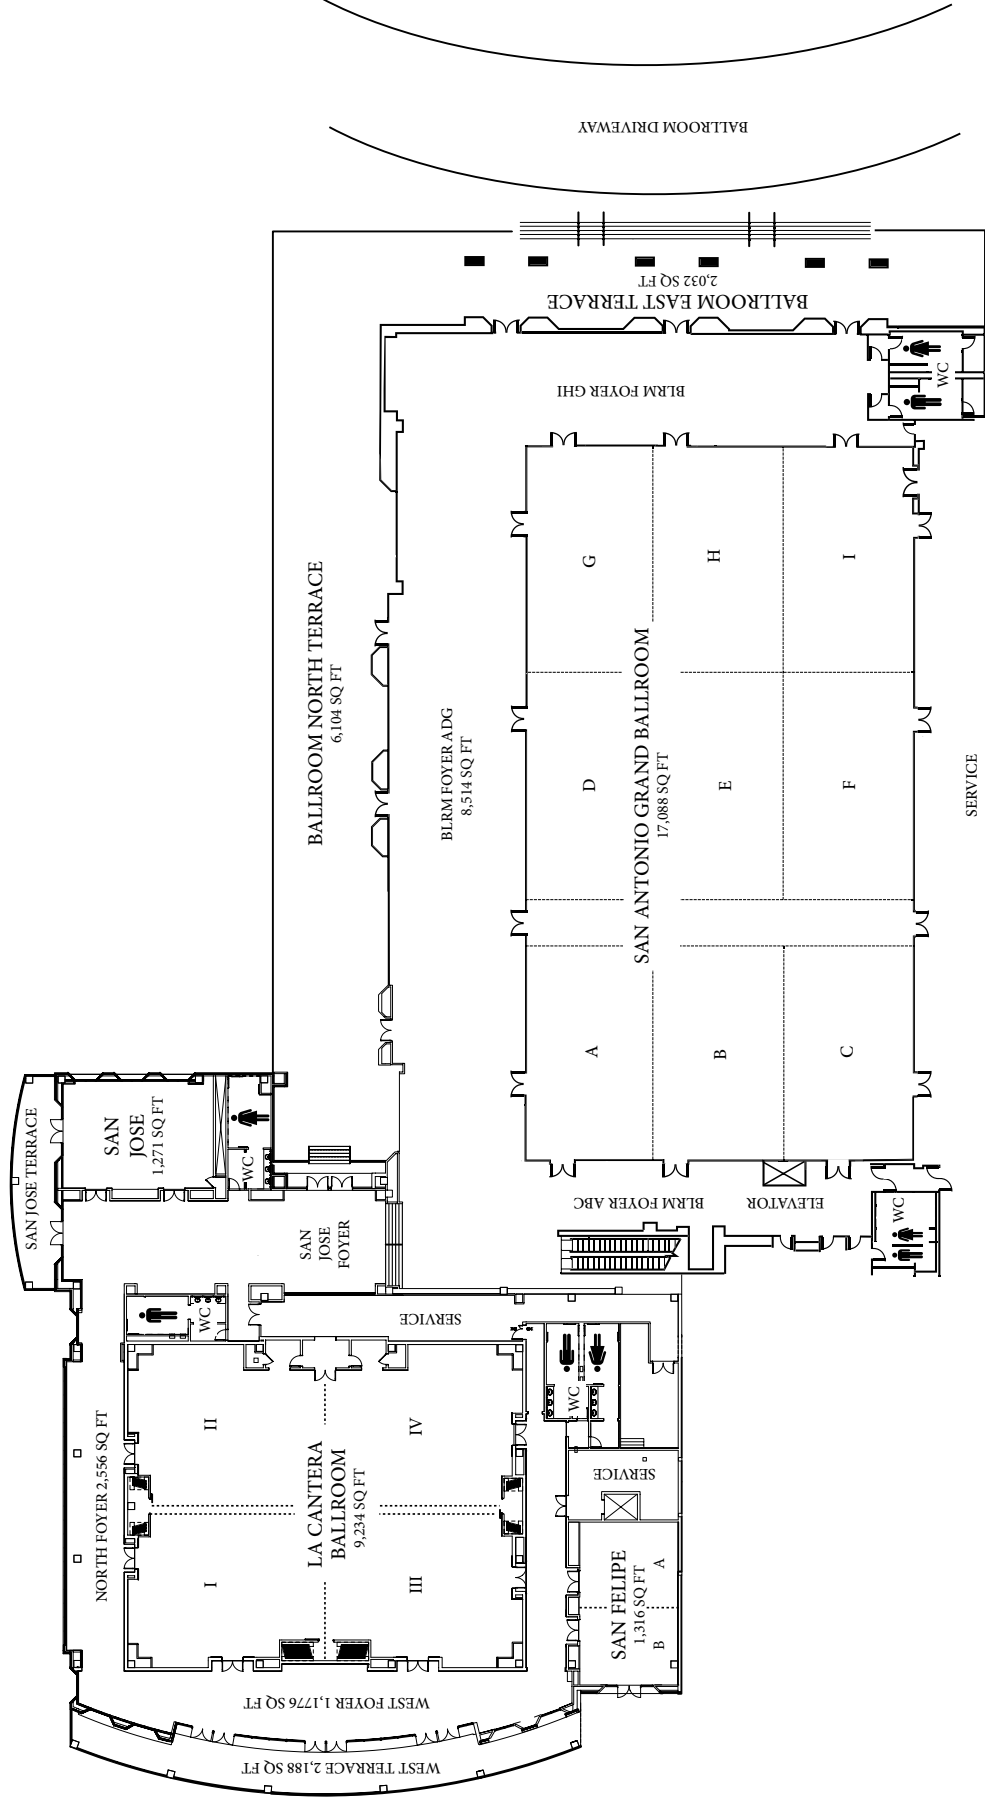 BALLROOM DRIVEWAY
BALLROOM EAST TERRACE
2,032 SQ FT
WC
BLRM FOYER GHI
G
H
I
BALLROOM NORTH TERRACE
6,104 SQ FT
BLRM FOYER ADG
8,514 SQ FT
SAN ANTONIO GRAND BALLROOM
17,088 SQ FT
D
E
F
SERVICE
A
B
C
SAN JOSE TERRACE
SAN
JOSE
1,271 SQ FT
WC
SAN
JOSE
FOYER
BLRM FOYER ABC
ELEVATOR
WC
WC
SERVICE
NORTH FOYER 2,556 SQ FT
II
IV
LA CANTERA
BALLROOM
9,234 SQ FT
I
III
WC
SERVICE
SAN FELIPE
1,316 SQ FT
A
B
WEST FOYER 1,1776 SQ FT
WEST TERRACE 2,188 SQ FT